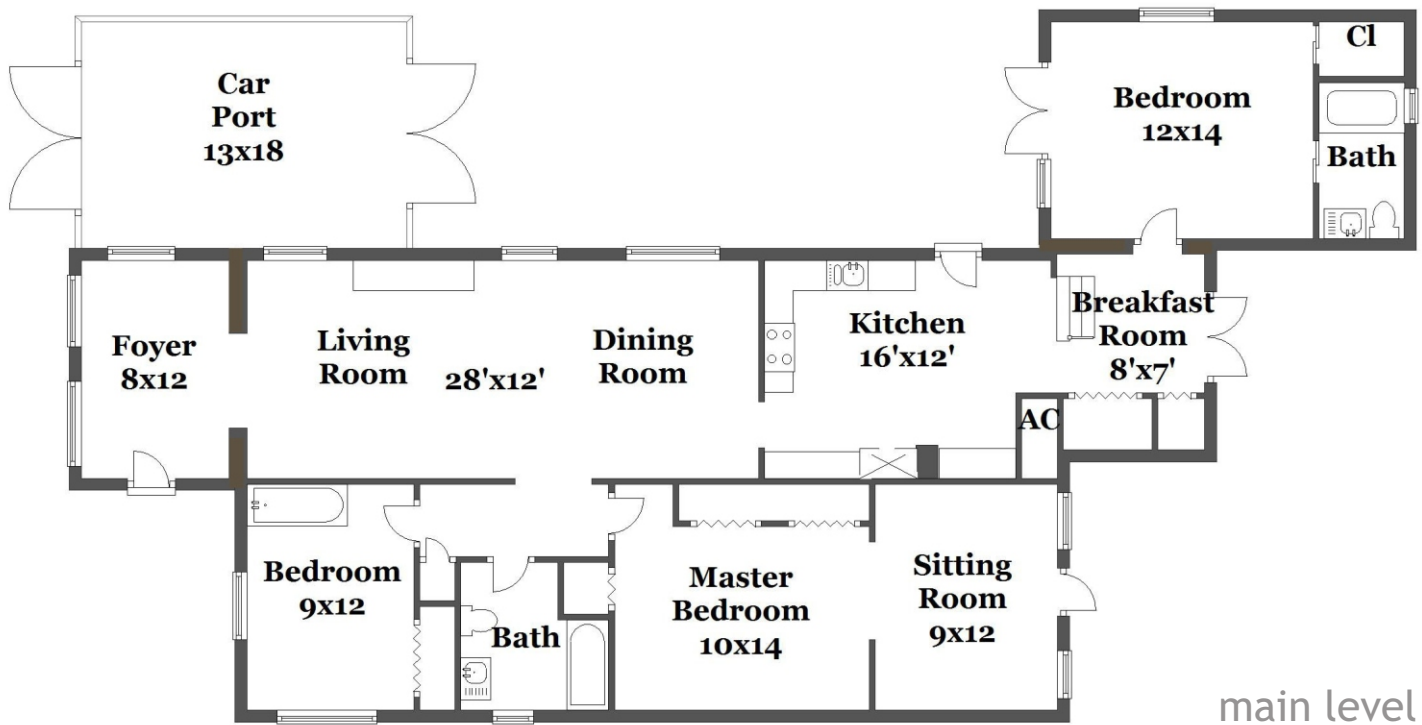 Car
Port
13x18
Bedroom
12x14
Cl
Bath
Foyer
8x12
Living
Room
28'x12'
Dining
Room
Kitchen
16'x12'
Breakfast
Room
8'x7'
AC
Bedroom
9x12
Bath
Master
Bedroom
10x14
Sitting
Room
9x12
main level